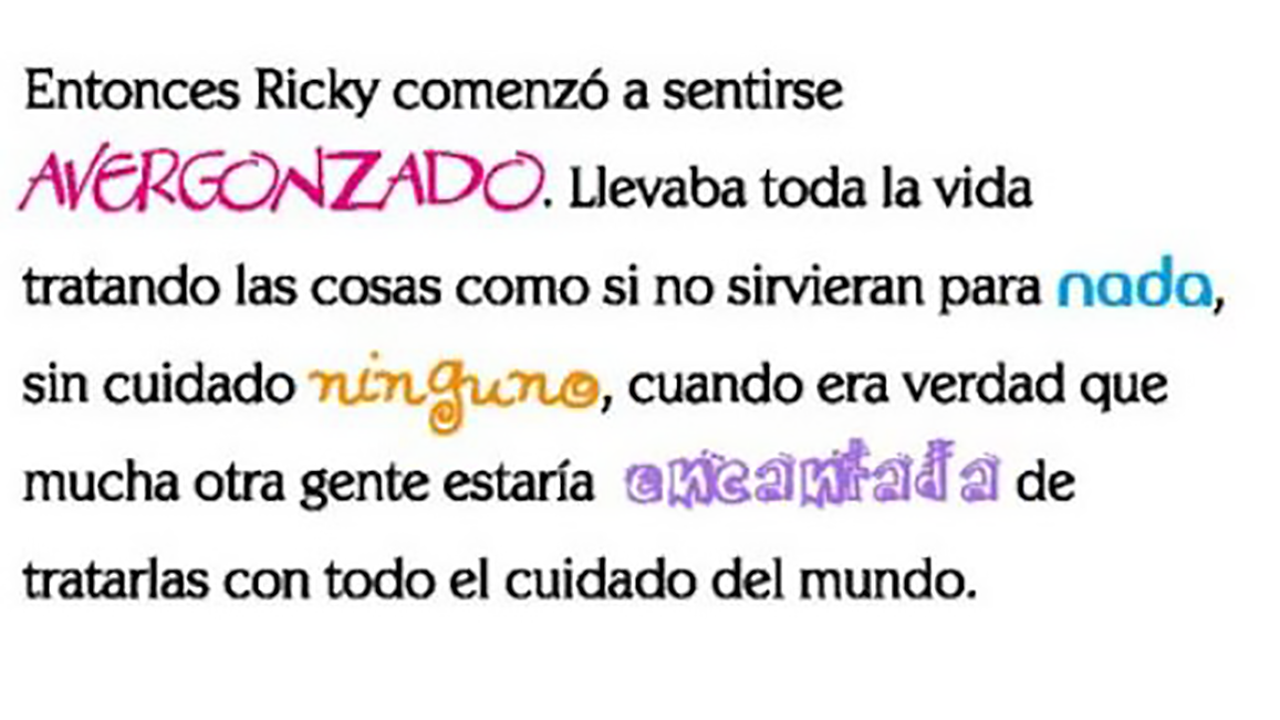 Entonces Ricky comenzó a sentirse
AVERGONZADO. Llevaba toda la vida
tratando las cosas como si no sirvieran para nada,
sin cuidado ninguno, cuando era verdad que
mucha otra gente estaría encantada de
tratarlas con todo el cuidado del mundo.